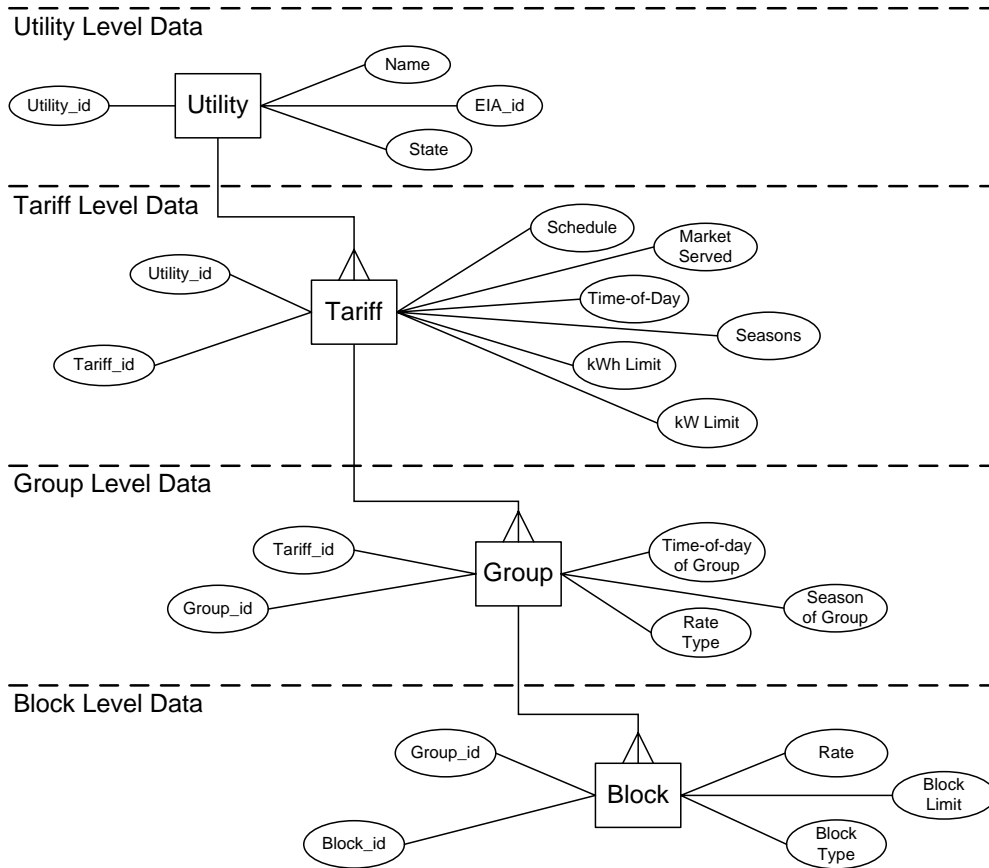 Utility Level Data
Name
Utility_id
Utility
EIA_id
State
Tariff Level Data
Schedule
Market
Served
Utility_id
Time-of-Day
Tariff
Seasons
Tariff_id
kWh Limit
kW Limit
Group Level Data
Tariff_id
Time-of-day
of Group
Group
Group_id
Season
of Group
Rate
Type
Block Level Data
Group_id
Rate
Block
Block
Limit
Block_id
Block
Type